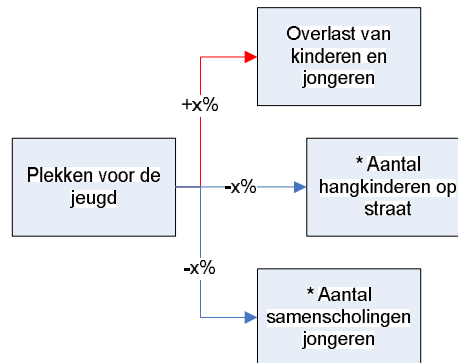 Overlast van
kinderen en
jongeren
+x%
Plekken voor de
jeugd
-x%
* Aantal
hangkinderen op
straat
-x%
* Aantal
samenscholingen
jongeren